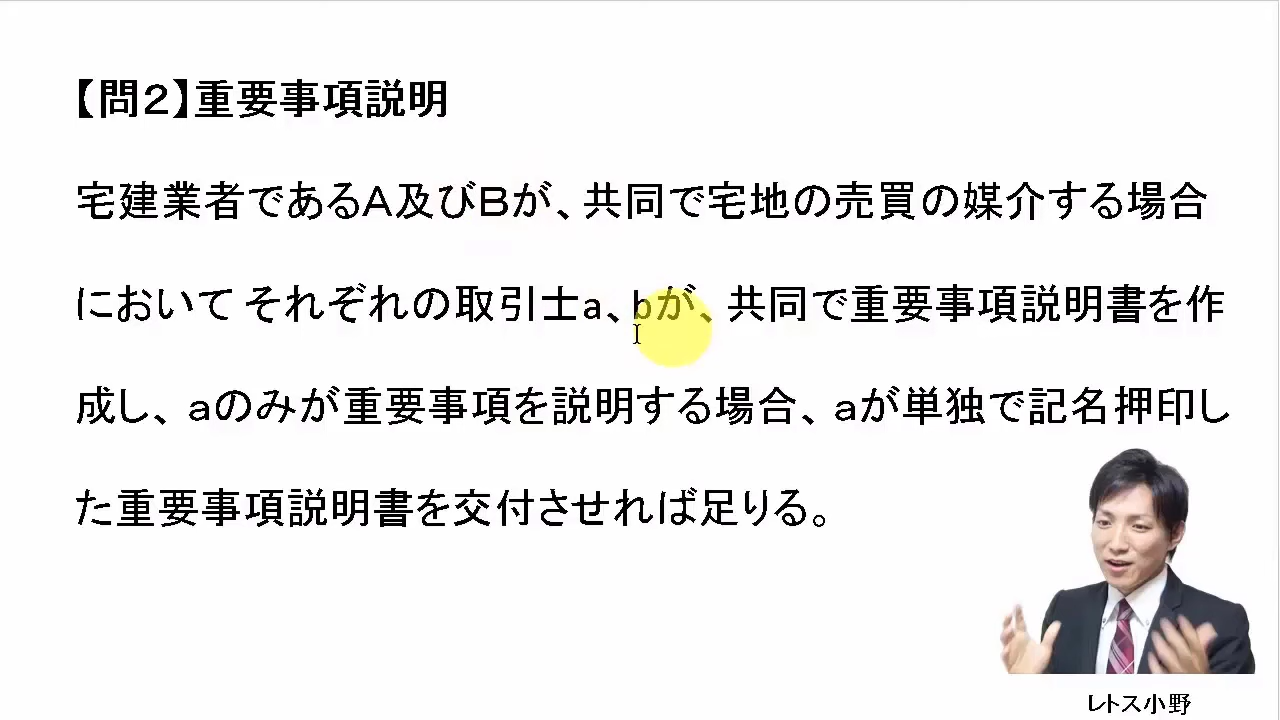 【問２】重要事項説明
宅建業者であるＡ及びＢが、共同で宅地の売買の媒介する場合
において それぞれの取引士a、bが、共同で重要事項説明書を作
成し、ａのみが重要事項を説明する場合、ａが単独で記名押印し
た重要事項説明書を交付させれば足りる。
レトス小野